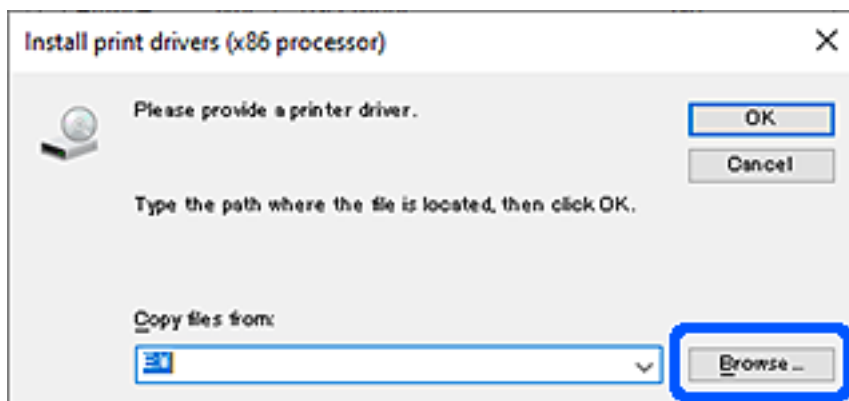 Install print drivers (x86 processor)
Please provide a printer driver.
OK
Cancel
Type the path where the file is located, then click OK.
Copy files from:
Browse...